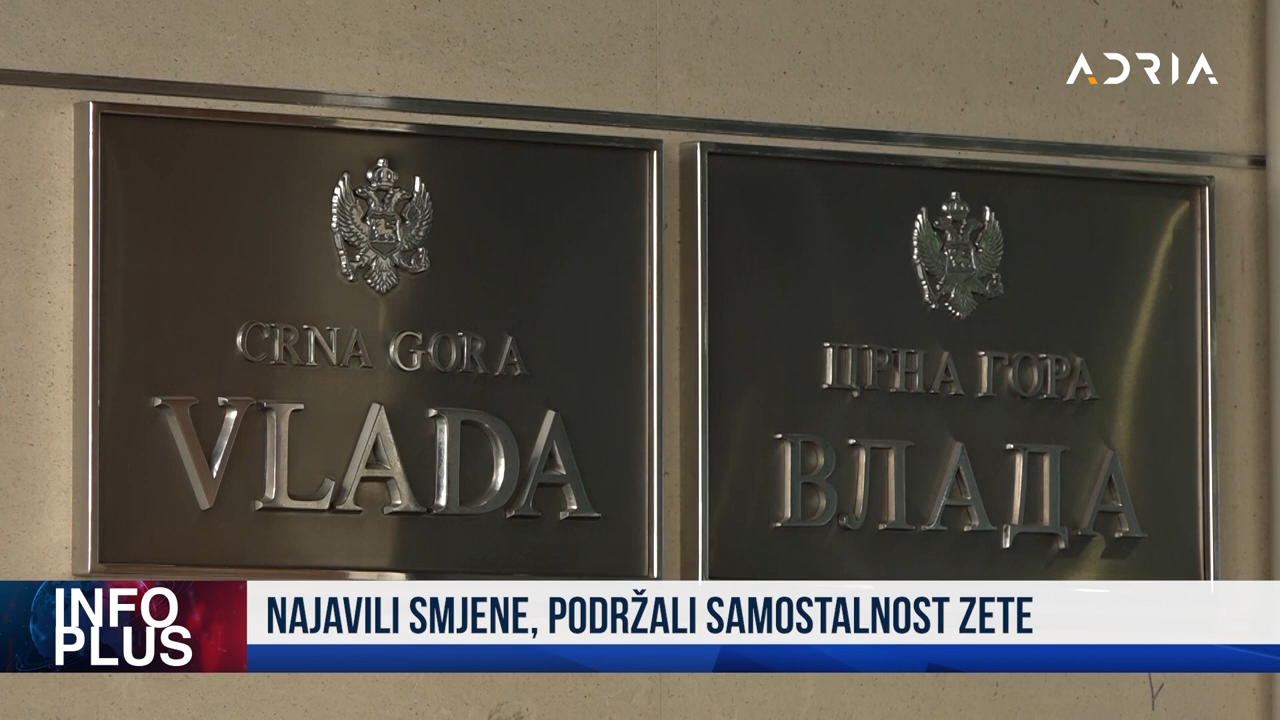 ADRIA
CRNA GORA
VLADA
ЦРНА ГОРА
ВЛАДА
INFO
PLUS
NAJAVILI SMJENE, PODRŽALI SAMOSTALNOST ZETE